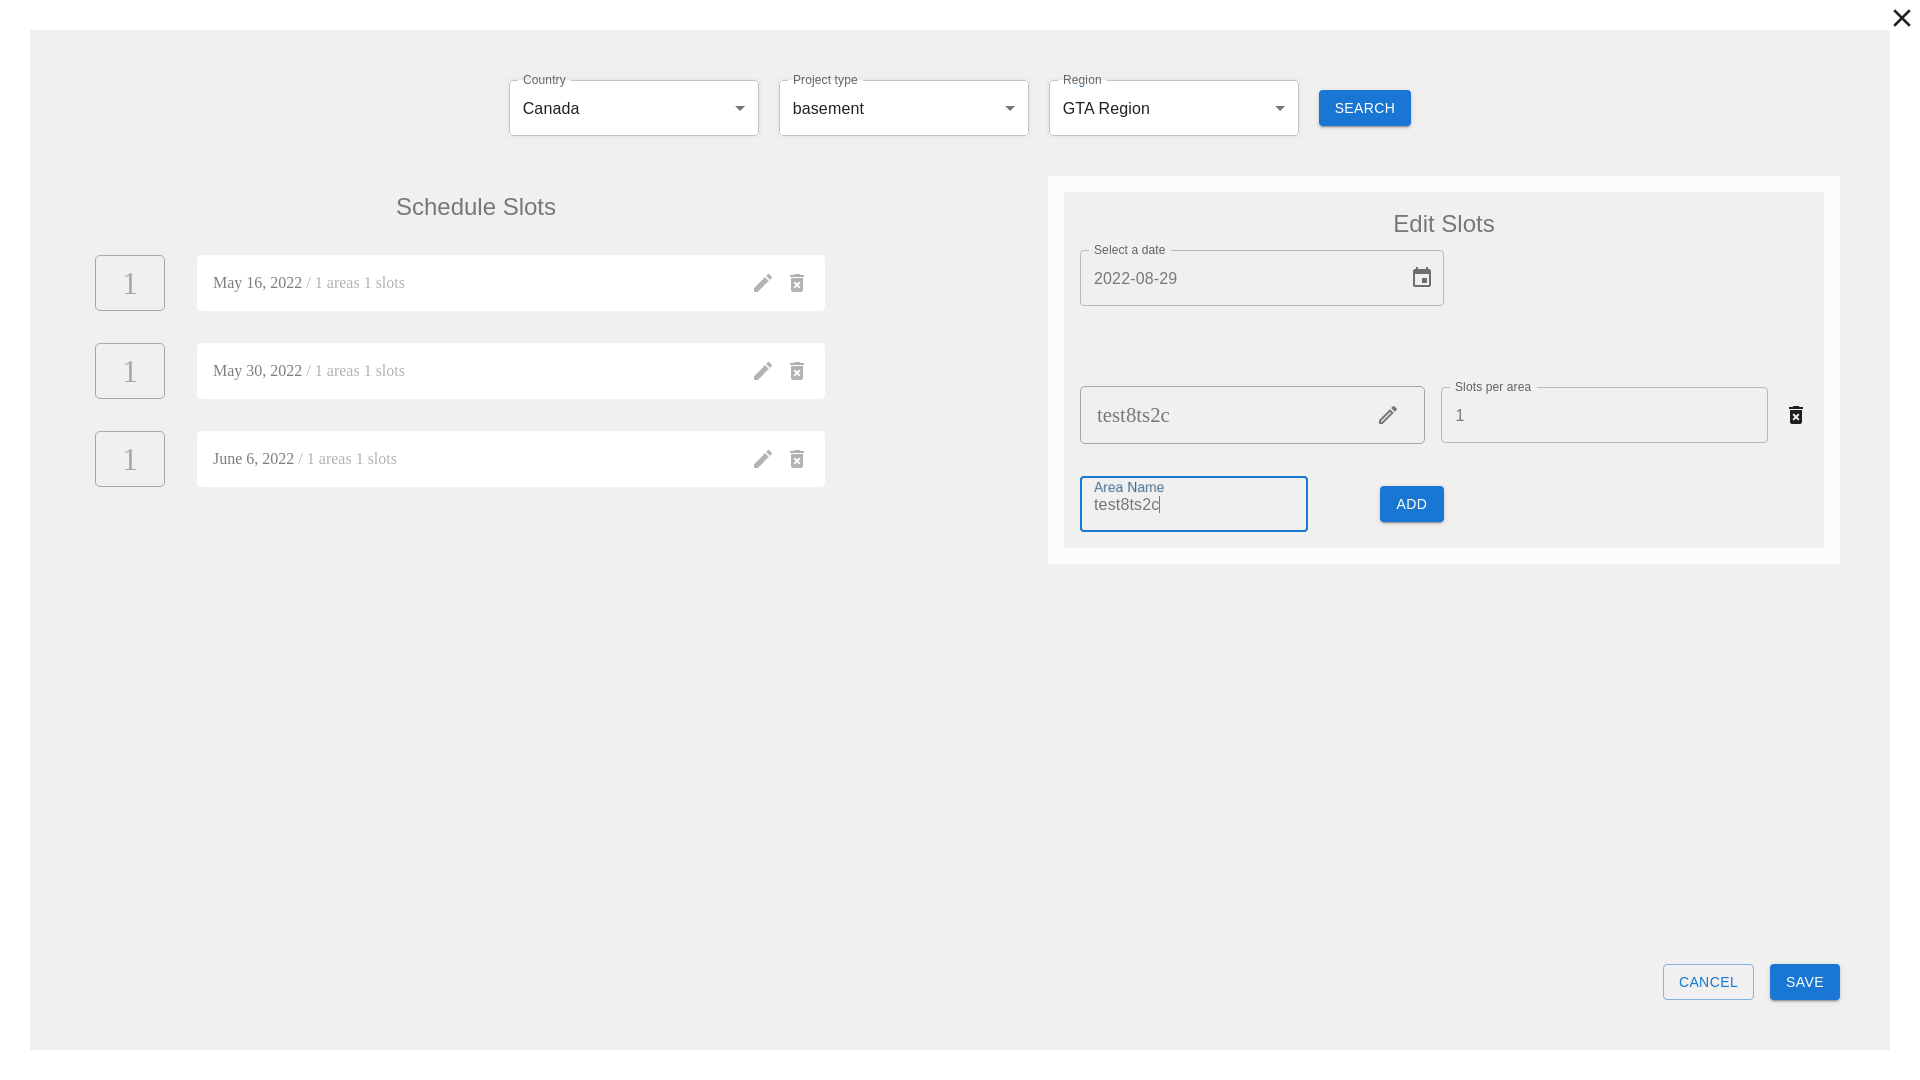 Country
Canada
Project type
basement
Region
GTA Region
SEARCH
Schedule Slots
1
May 16, 2022 / 1 areas 1 slots
1
May 30, 2022 / 1 areas 1 slots
1
June 6, 2022 / 1 areas 1 slots
Edit Slots
Select a date
2022-08-29
test8ts2c
Slots per area
1
Area Name
test8ts2c
ADD
CANCEL
SAVE